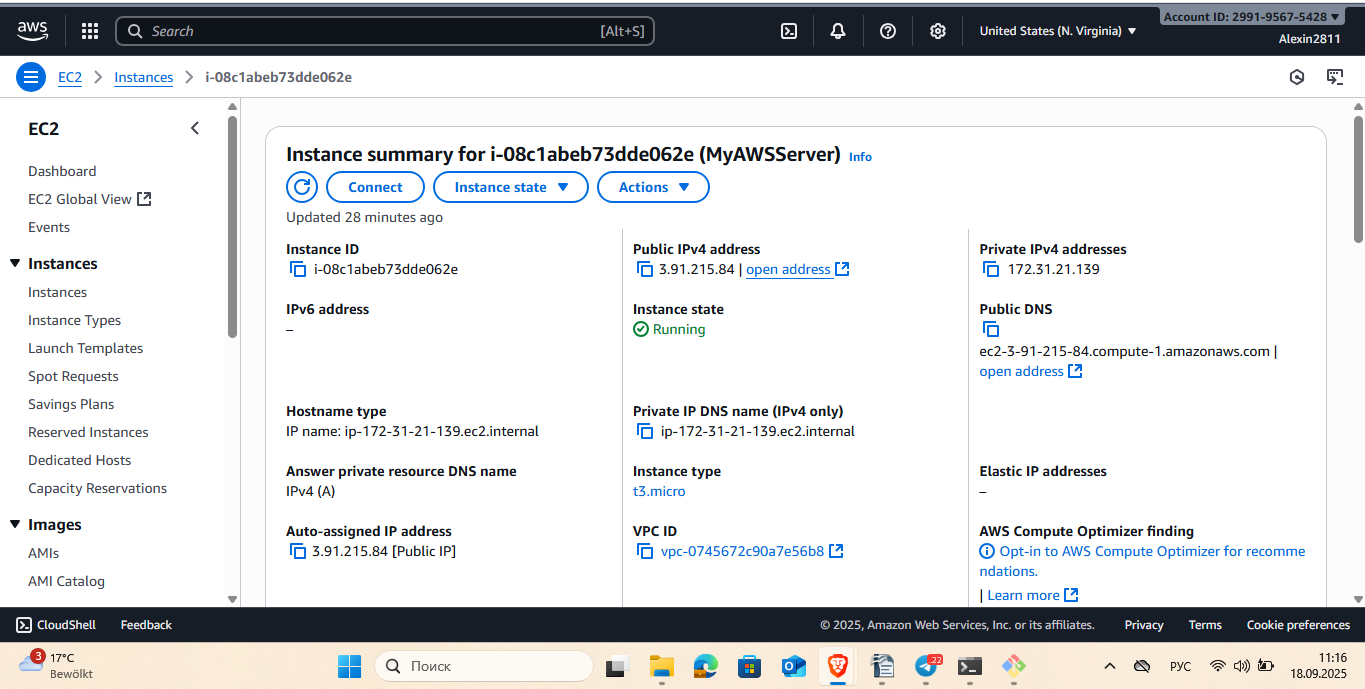 aws
Search [Alt+S]
United States (N. Virginia)
Account ID: 2991-9567-5428
Alexin2811
EC2
Instances
i-08c1abeb73dde062e
EC2
Dashboard
EC2 Global View
Events
Instances
Instances
Instance Types
Launch Templates
Spot Requests
Savings Plans
Reserved Instances
Dedicated Hosts
Capacity Reservations
Images
AMIs
AMI Catalog
Instance summary for i-08c1abeb73dde062e (MyAWSServer) Info
Connect
Instance state
Actions
Updated 28 minutes ago
Instance ID
i-08c1abeb73dde062e
Public IPv4 address
3.91.215.84 | open address
Private IPv4 addresses
172.31.21.139
IPv6 address
–
Instance state
Running
Public DNS
ec2-3-91-215-84.compute-1.amazonaws.com |
open address
Hostname type
IP name: ip-172-31-21-139.ec2.internal
Private IP DNS name (IPv4 only)
ip-172-31-21-139.ec2.internal
Answer private resource DNS name
IPv4 (A)
Instance type
t3.micro
Elastic IP addresses
–
Auto-assigned IP address
3.91.215.84 [Public IP]
VPC ID
vpc-0745672c90a7e56b8
AWS Compute Optimizer finding
Opt-in to AWS Compute Optimizer for recomme
ndations.
| Learn more
CloudShell
Feedback
© 2025, Amazon Web Services, Inc. or its affiliates.
Privacy
Terms
Cookie preferences
3
17°C
Bewölkt
Поиск
22
РУС
11:16
18.09.2025